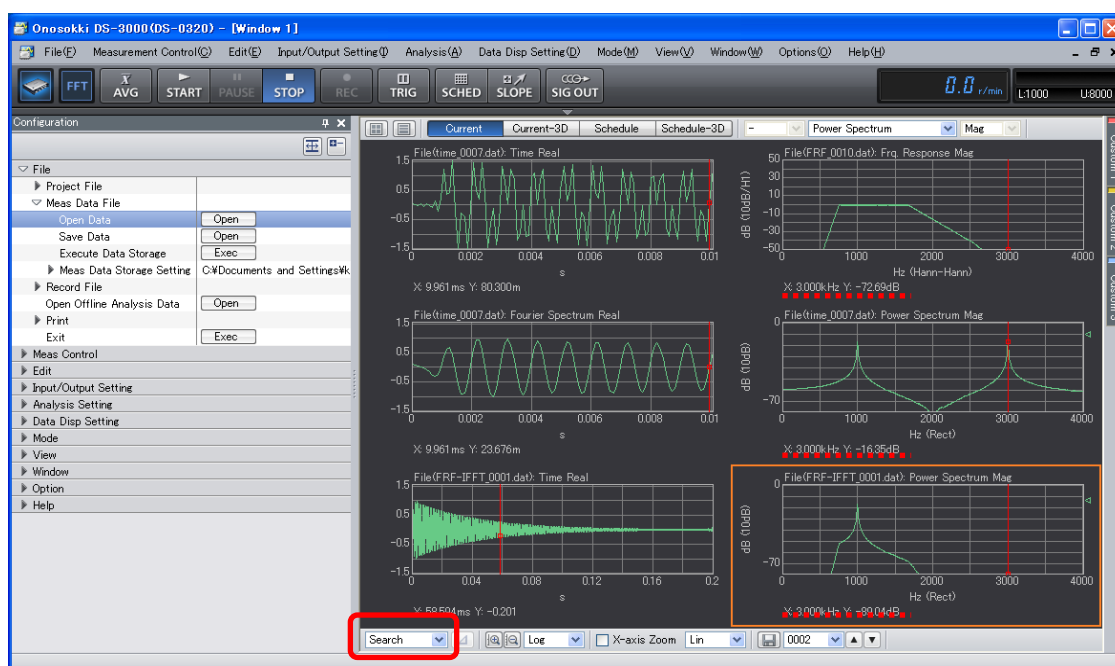 Onosokki DS-3000(DS-0320) - [Window 1]
File(F) Measurement Control(C) Edit(E) Input/Output Setting(I) Analysis(A) Data Disp Setting(D) Mode(M) View(V) Window(W) Options(O) Help(H)
FFT X AVG START PAUSE STOP REC TRIG SCHED SLOPE SIG OUT 0.0 r/min L:1000 U:8000
Configuration
Current Current-3D Schedule Schedule-3D - Power Spectrum Mag
File
Project File
Meas Data File
Open Data Open
Save Data Open
Execute Data Storage Exec
Meas Data Storage Setting C:¥Documents and Settings¥k
Record File
Open Offline Analysis Data Open
Print
Exit Exec
Meas Control
Edit
Input/Output Setting
Analysis Setting
Data Disp Setting
Mode
View
Window
Option
Help
File(time_0007.dat): Time Real
1.5
0.5
-0.5
-1.5
0 0.002 0.004 0.006 0.008 0.01
s
X: 9.961ms Y: 80.300m
File(FRF_0010.dat): Frq. Response Mag
dB (10dB/H1)
50
30
10
-10
-30
-50
0 1000 2000 3000 4000
Hz (Hann-Hann)
X: 3.000kHz Y: -72.69dB
File(time_0007.dat): Fourier Spectrum Real
1.5
0.5
-0.5
-1.5
0 0.002 0.004 0.006 0.008 0.01
s
X: 9.961ms Y: 23.676m
File(time_0007.dat): Power Spectrum Mag
dB (10dB)
0
-70
0 1000 2000 3000 4000
Hz (Rect)
X: 3.000kHz Y: -16.35dB
File(FRF-IFFT_0001.dat): Time Real
1.5
0.5
-0.5
-1.5
0 0.04 0.08 0.12 0.16 0.2
s
X: 58.594ms Y: -0.201
File(FRF-IFFT_0001.dat): Power Spectrum Mag
dB (10dB)
0
-70
0 1000 2000 3000 4000
Hz (Rect)
X: 3.000kHz Y: -89.04dB
Search Log X-axis Zoom Lin 0002
Custom 1
Custom 2
Custom 3